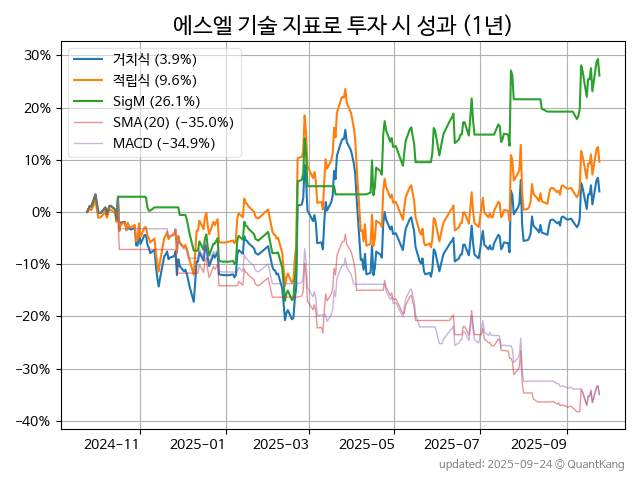 에스엘 기술 지표로 투자 시 성과 (1년)
거치식 (3.9%)
적립식 (9.6%)
SigM (26.1%)
SMA(20) (−35.0%)
MACD (−34.9%)
30%
20%
10%
0%
−10%
−20%
−30%
−40%
2024-11 2025-01 2025-03 2025-05 2025-07 2025-09
updated: 2025-09-24 ⓒ QuantKang